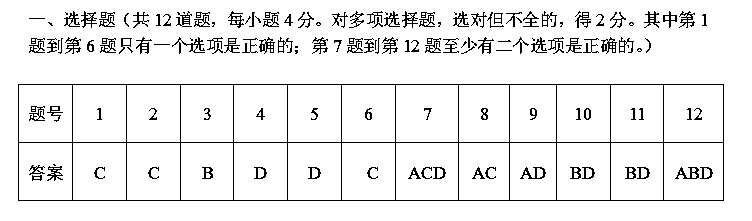 一、选择题（共 12 道题，每小题 4 分。对多项选择题，选对但不全的，得 2 分。其中第 1
题到第 6 题只有一个选项是正确的；第 7 题到第 12 题至少有二个选项是正确的。）
题号 1 2 3 4 5 6 7 8 9 10 11 12
答案 C C B D D C ACD AC AD BD BD ABD